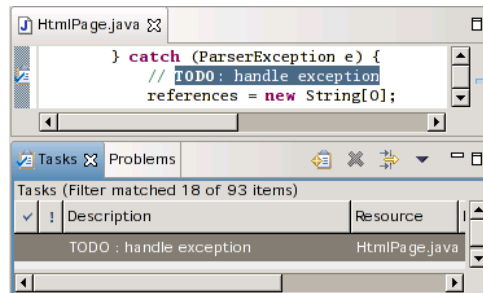 HtmlPage.java
} catch (ParserException e) {
// TODO: handle exception
references = new String[0];
Tasks Problems
Tasks (Filter matched 18 of 93 items)
! Description Resource
TODO : handle exception HtmlPage.java